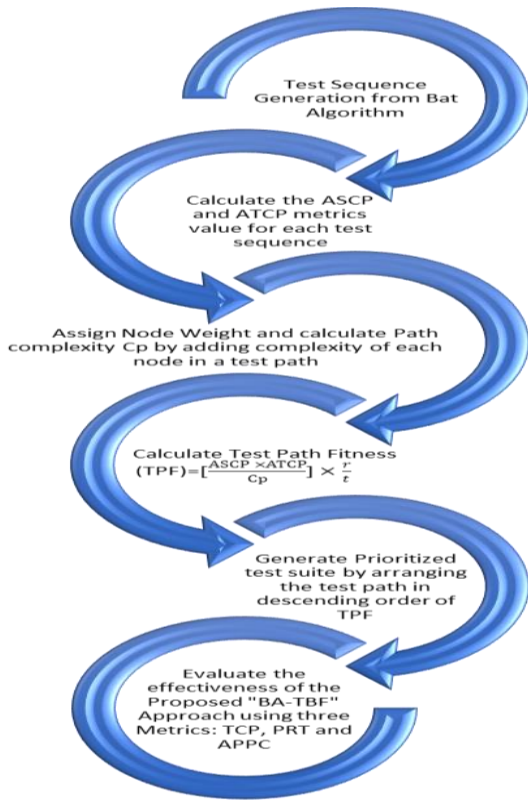 Test Sequence
Generation from Bat
Algorithm
Calculate the ASCP
and ATCP metrics
value for each test
sequence
Assign Node Weight and calculate Path
complexity Cp by adding complexity of each
node in a test path
Calculate Test Path Fitness
(TPF)=[\frac{ASCP ×ATCP}{Cp}] × \frac{r}{t}
Generate Prioritized
test suite by arranging
the test path in
descending order of
TPF
Evaluate the
effectiveness of the
Proposed "BA-TBF"
Approach using three
Metrics: TCP, PRT and
APPC